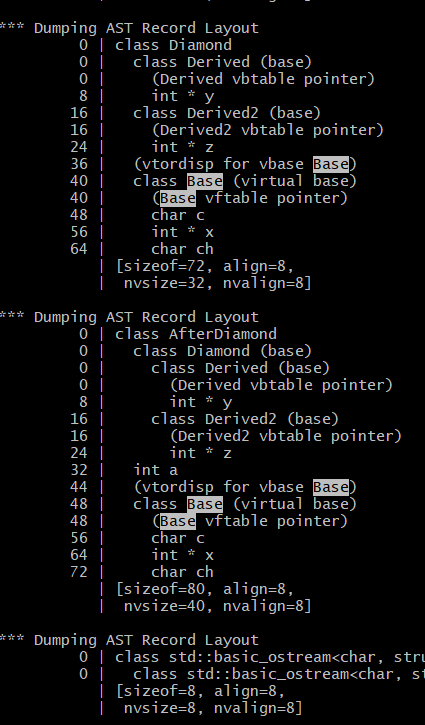 *** Dumping AST Record Layout
         0 | class Diamond
         0 |   class Derived (base)
         0 |     (Derived vbtable pointer)
         8 |     int * y
        16 |   class Derived2 (base)
        16 |     (Derived2 vbtable pointer)
        24 |     int * z
        36 |   (vtordisp for vbase Base)
        40 |   class Base (virtual base)
        40 |     (Base vftable pointer)
        48 |     char c
        56 |     int * x
        64 |     char ch
           | [sizeof=72, align=8,
           |  nvsize=32, nvalign=8]
*** Dumping AST Record Layout
         0 | class AfterDiamond
         0 |   class Diamond (base)
         0 |     class Derived (base)
         0 |       (Derived vbtable pointer)
         8 |       int * y
        16 |     class Derived2 (base)
        16 |       (Derived2 vbtable pointer)
        24 |       int * z
        32 |   int a
        44 |   (vtordisp for vbase Base)
        48 |   class Base (virtual base)
        48 |     (Base vftable pointer)
        56 |     char c
        64 |     int * x
        72 |     char ch
           | [sizeof=80, align=8,
           |  nvsize=40, nvalign=8]
*** Dumping AST Record Layout
         0 | class std::basic_ostream<char, stru
         0 |   class std::basic_ostream<char, st
           | [sizeof=8, align=8,
           |  nvsize=8, nvalign=8]